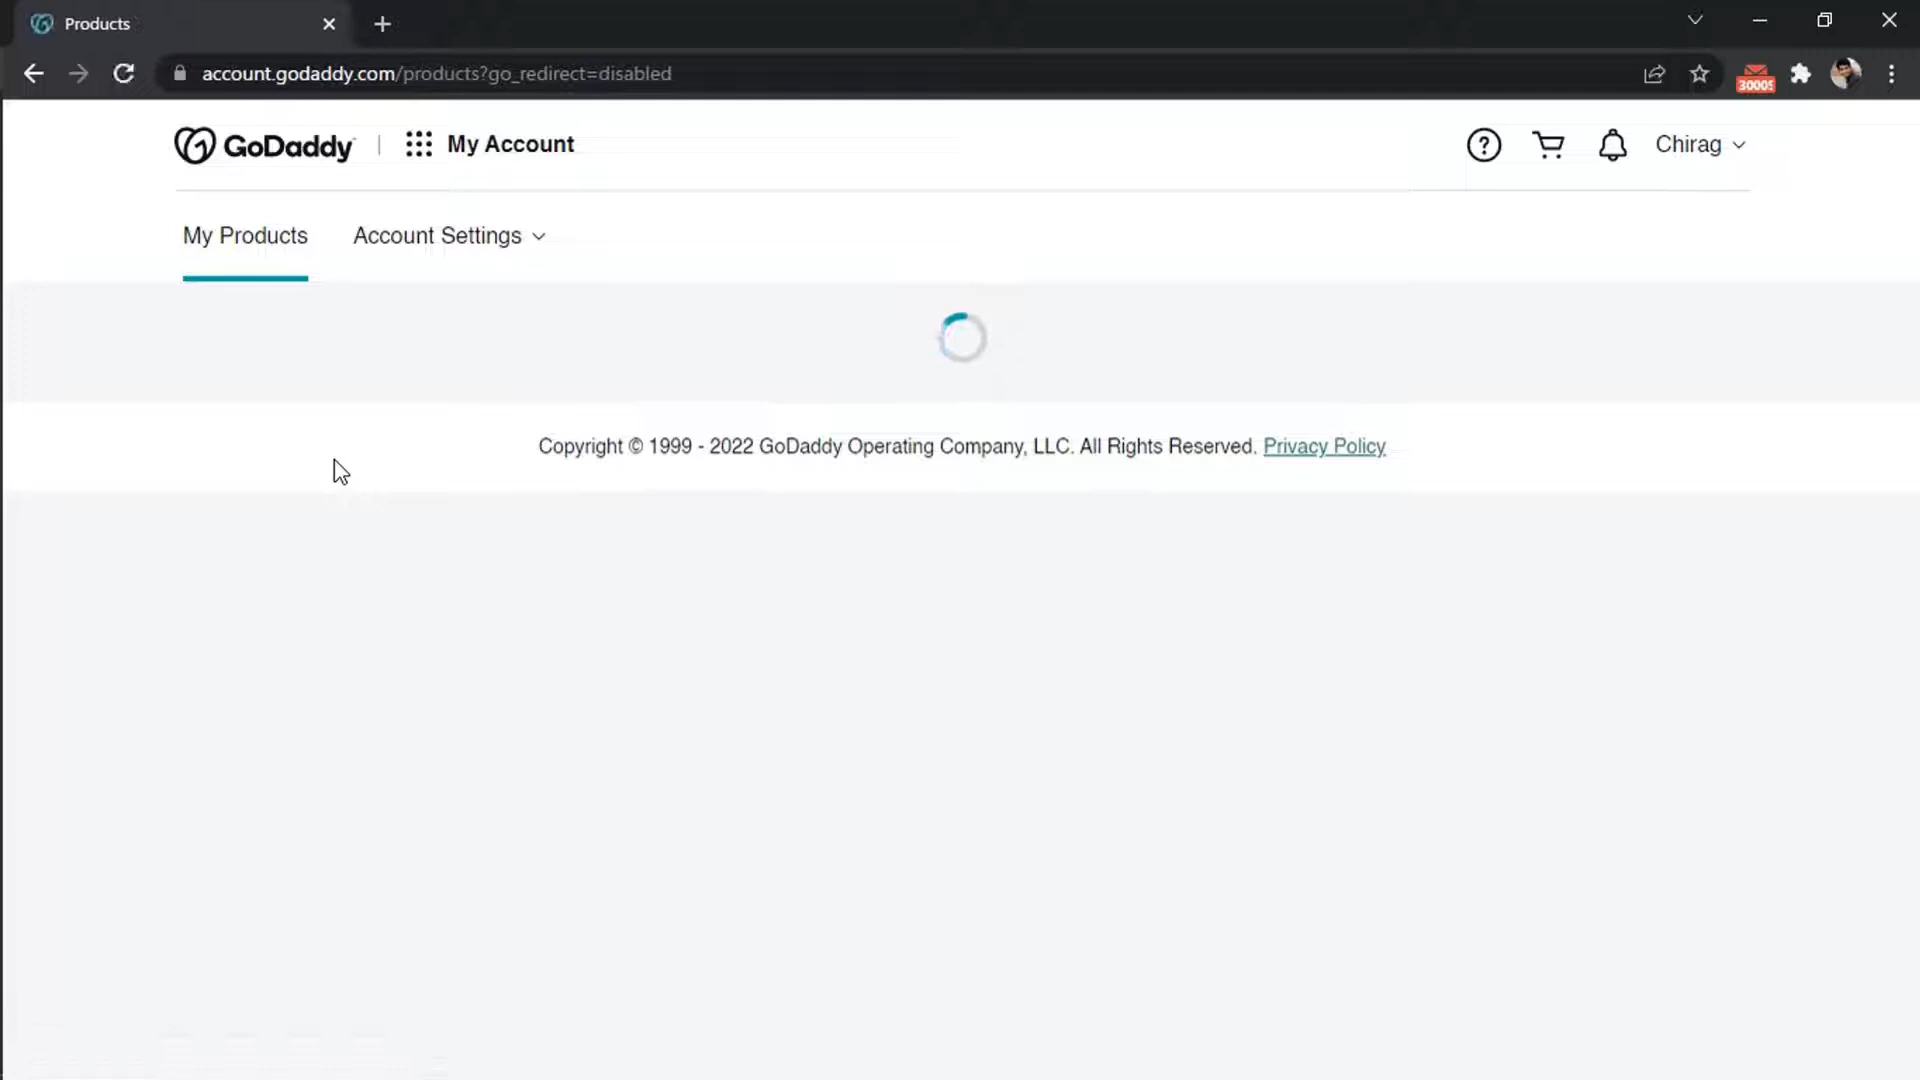 Products
account.godaddy.com/products?go_redirect=disabled
GoDaddy
My Account
Chirag
My Products
Account Settings
Copyright © 1999 - 2022 GoDaddy Operating Company, LLC. All Rights Reserved. Privacy Policy